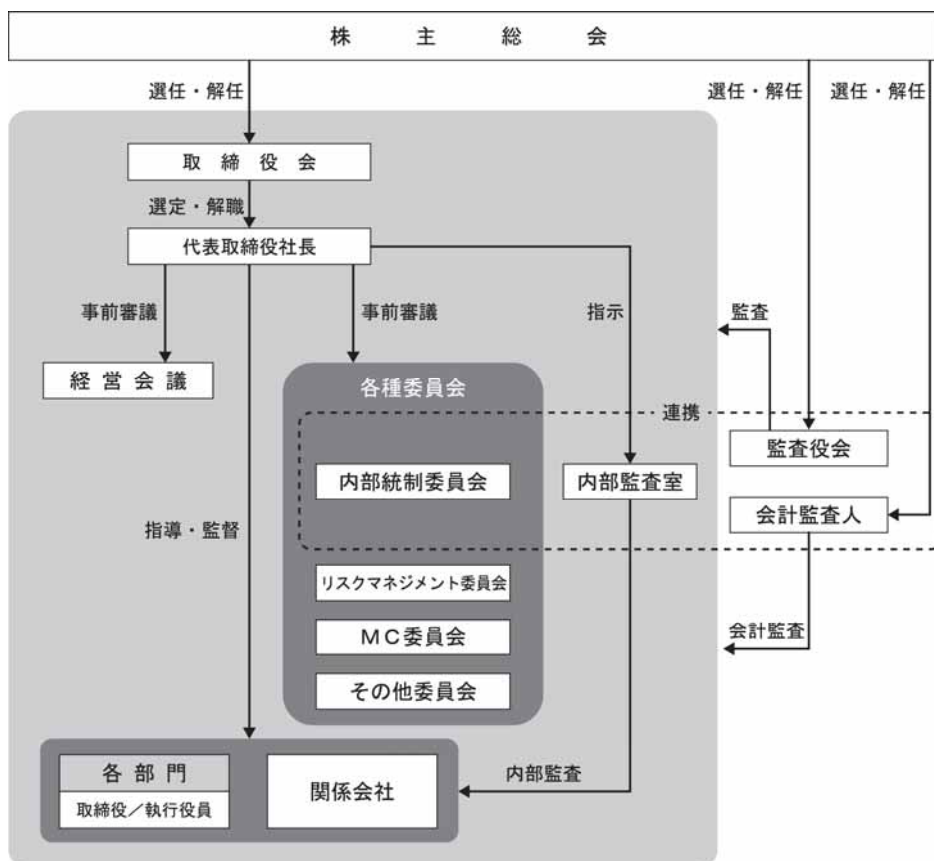 株主総会
選任・解任
選任・解任
選任・解任
取締役会
選定・解職
代表取締役社長
事前審議
事前審議
指示
監査
経営会議
各種委員会
連携
監査役会
内部統制委員会
内部監査室
会計監査人
指導・監督
リスクマネジメント委員会
MC委員会
会計監査
その他委員会
各部門
取締役/執行役員
関係会社
内部監査